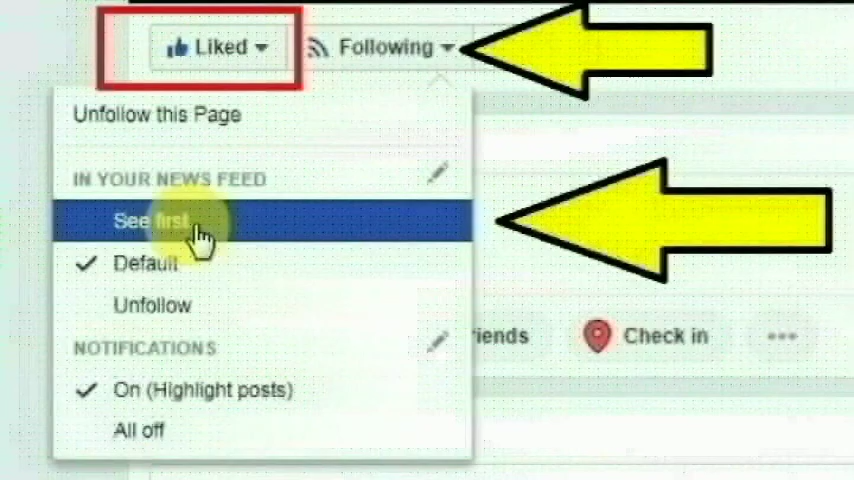 Liked Following
Unfollow this Page
IN YOUR NEWS FEED
See first
Default
Unfollow
riends Check in
NOTIFICATIONS
On (Highlight posts)
All off